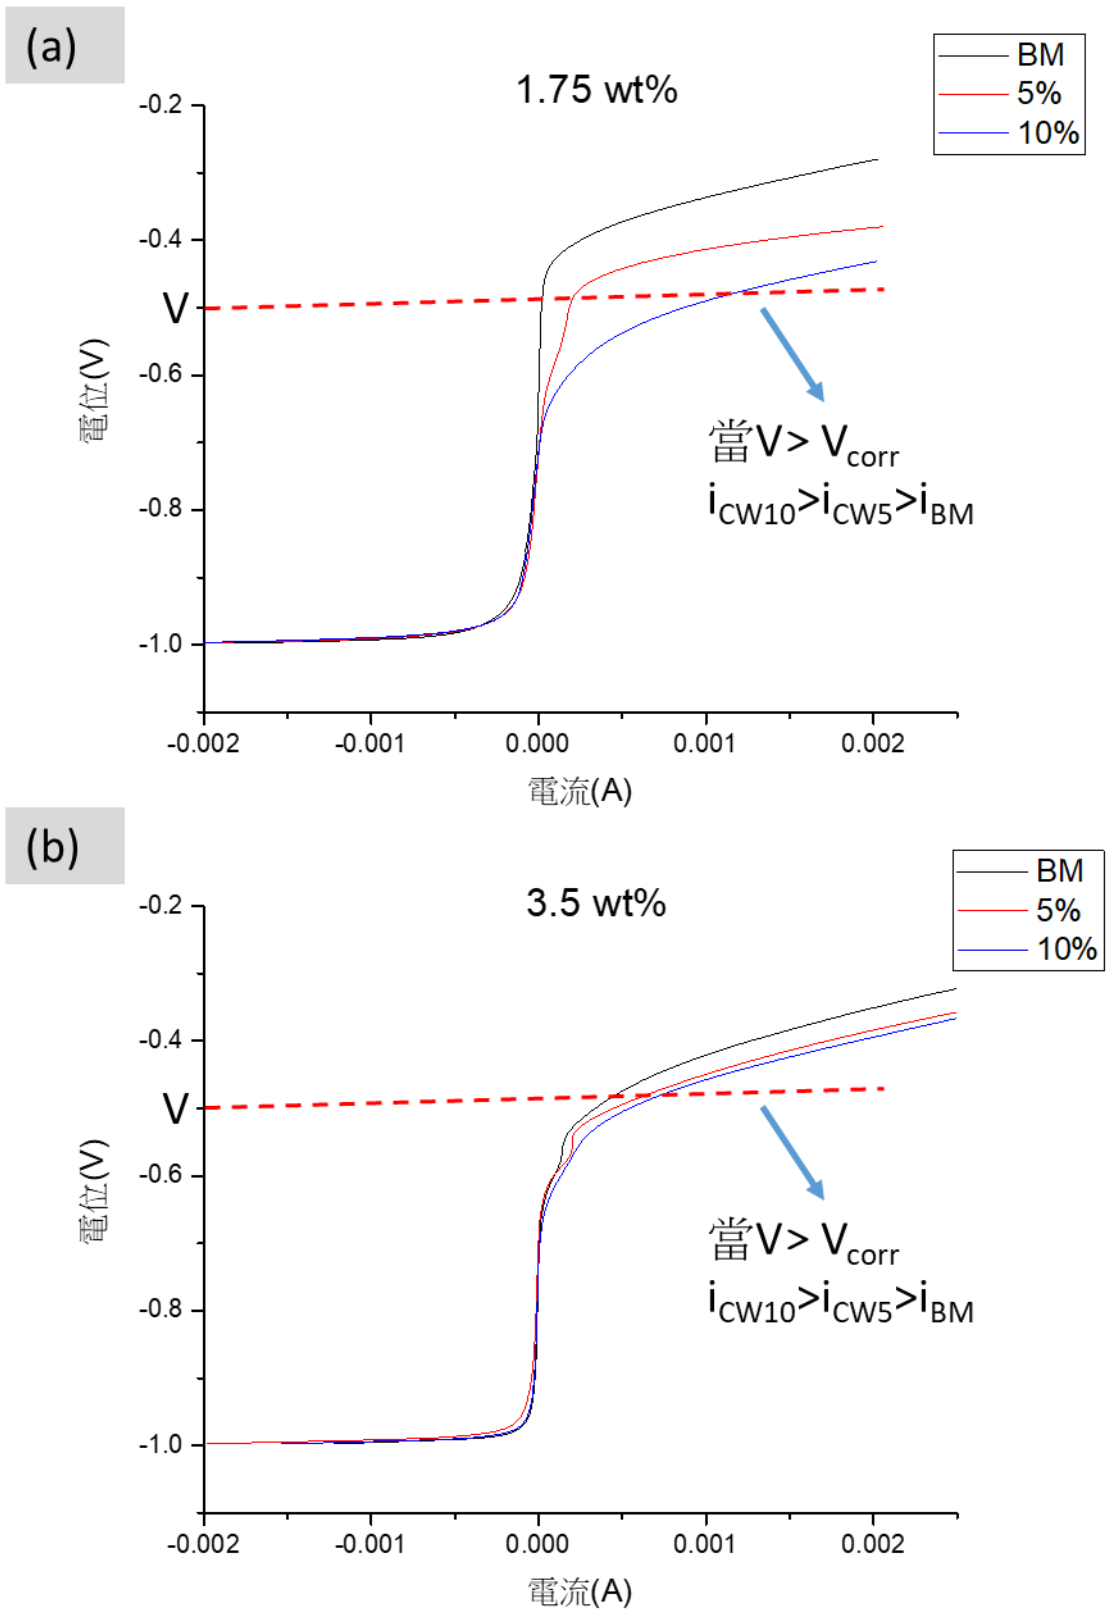 (a)
1.75 wt%
BM
5%
10%
-0.2
-0.4
V
-0.6
-0.8
-1.0
電位(V)
當V> Vcorr
iCW10>iCW5>iBM
-0.002 -0.001 0.000 0.001 0.002
電流(A)
(b)
3.5 wt%
BM
5%
10%
-0.2
-0.4
V
-0.6
-0.8
-1.0
電位(V)
當V> Vcorr
iCW10>iCW5>iBM
-0.002 -0.001 0.000 0.001 0.002
電流(A)